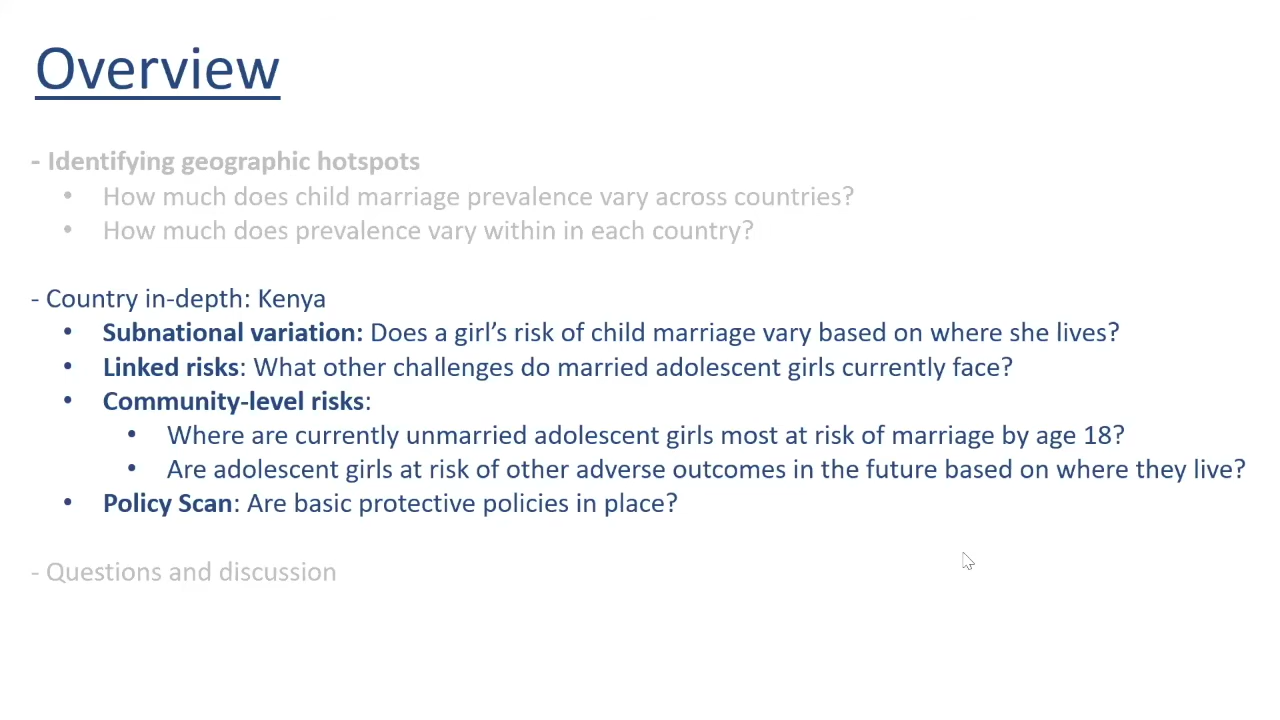 Overview
- Identifying geographic hotspots
• How much does child marriage prevalence vary across countries?
• How much does prevalence vary within in each country?
- Country in-depth: Kenya
• Subnational variation: Does a girl’s risk of child marriage vary based on where she lives?
• Linked risks: What other challenges do married adolescent girls currently face?
• Community-level risks:
• Where are currently unmarried adolescent girls most at risk of marriage by age 18?
• Are adolescent girls at risk of other adverse outcomes in the future based on where they live?
• Policy Scan: Are basic protective policies in place?
- Questions and discussion